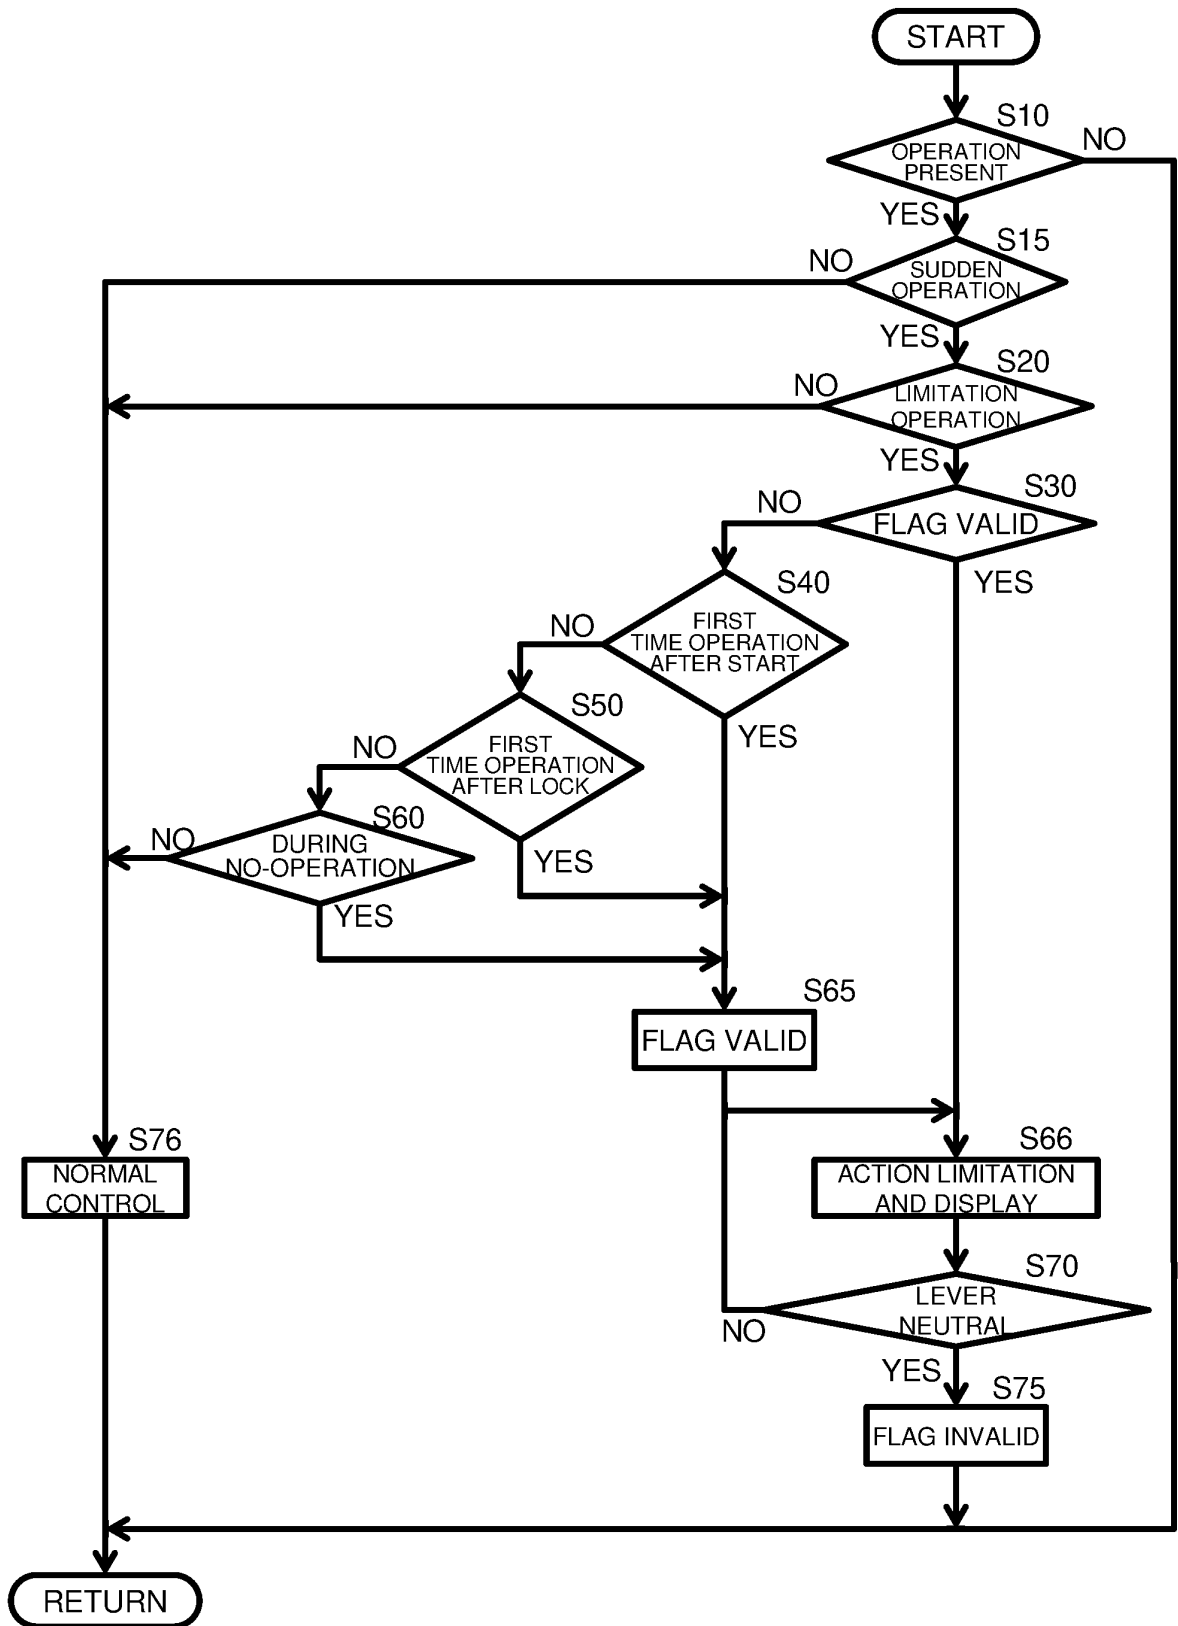 START
S10
NO
OPERATION
PRESENT
YES
S15
NO
SUDDEN
OPERATION
YES
S20
NO
LIMITATION
OPERATION
YES
S30
NO
FLAG VALID
YES
S40
NO
FIRST
TIME OPERATION
AFTER START
S50
YES
NO
FIRST
TIME OPERATION
AFTER LOCK
S60
NO
DURING
NO-OPERATION
YES
YES
S65
FLAG VALID
S76
NORMAL
CONTROL
S66
ACTION LIMITATION
AND DISPLAY
S70
LEVER
NEUTRAL
NO
YES
S75
FLAG INVALID
RETURN